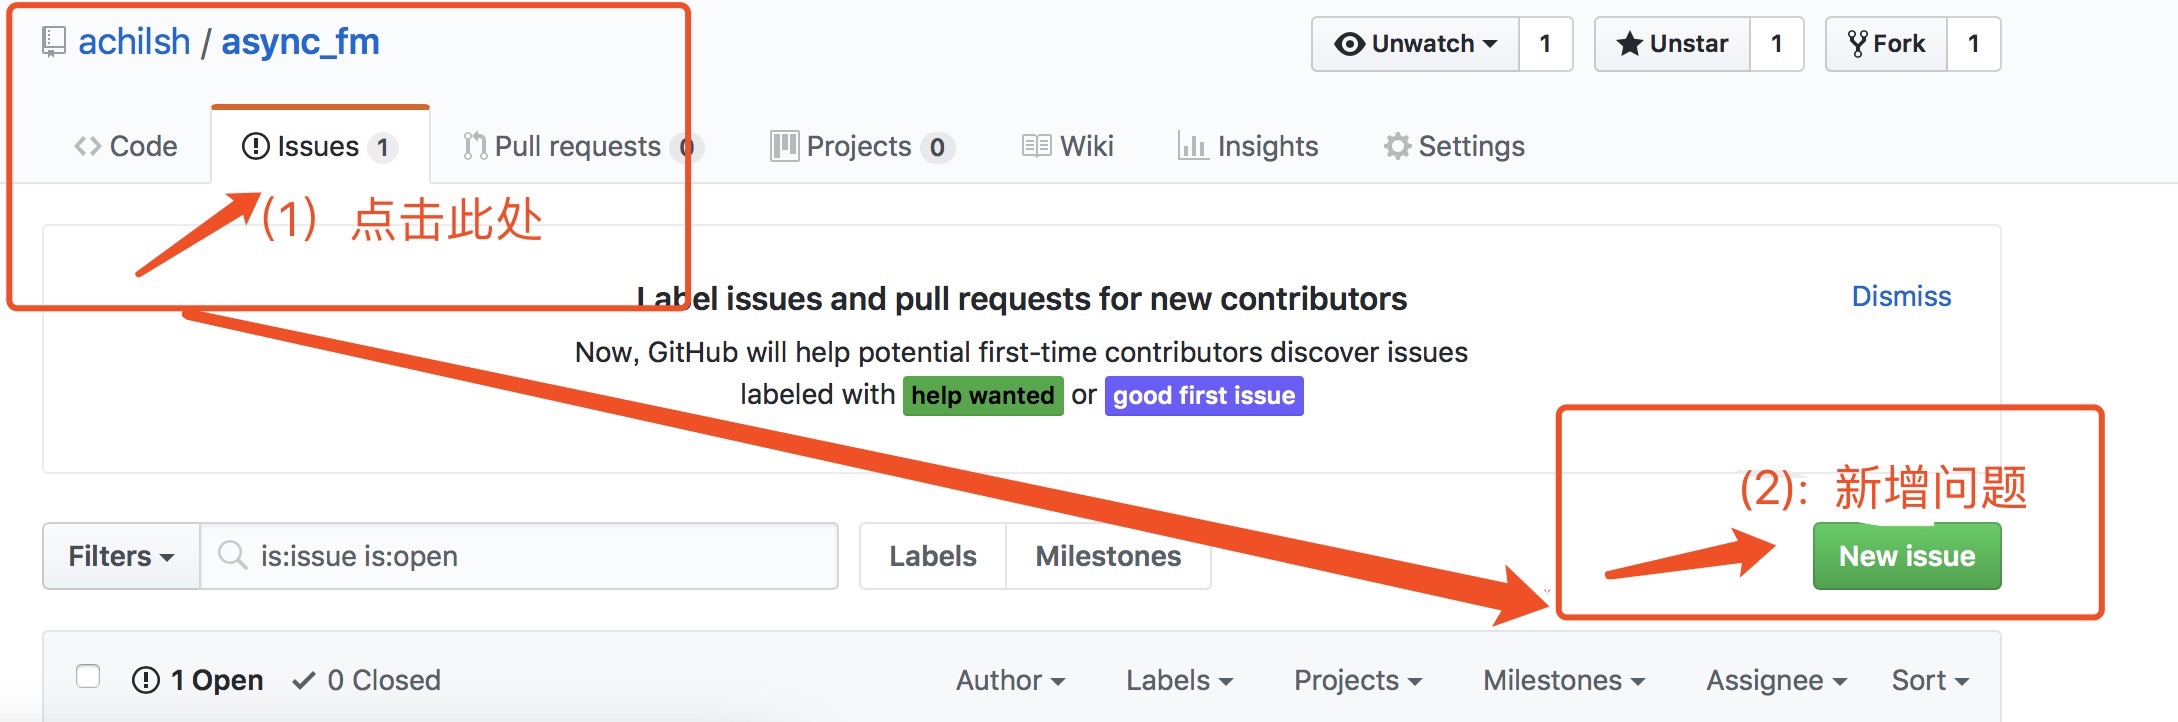 achilsh / async_fm
Unwatch 1 Unstar 1 Fork 1
Code Issues 1 Pull requests 0 Projects 0 Wiki Insights Settings
(1) 点击此处
Label issues and pull requests for new contributors
Dismiss
Now, GitHub will help potential first-time contributors discover issues
labeled with help wanted or good first issue
(2): 新增问题
Filters is:issue is:open Labels Milestones New issue
1 Open 0 Closed Author Labels Projects Milestones Assignee Sort